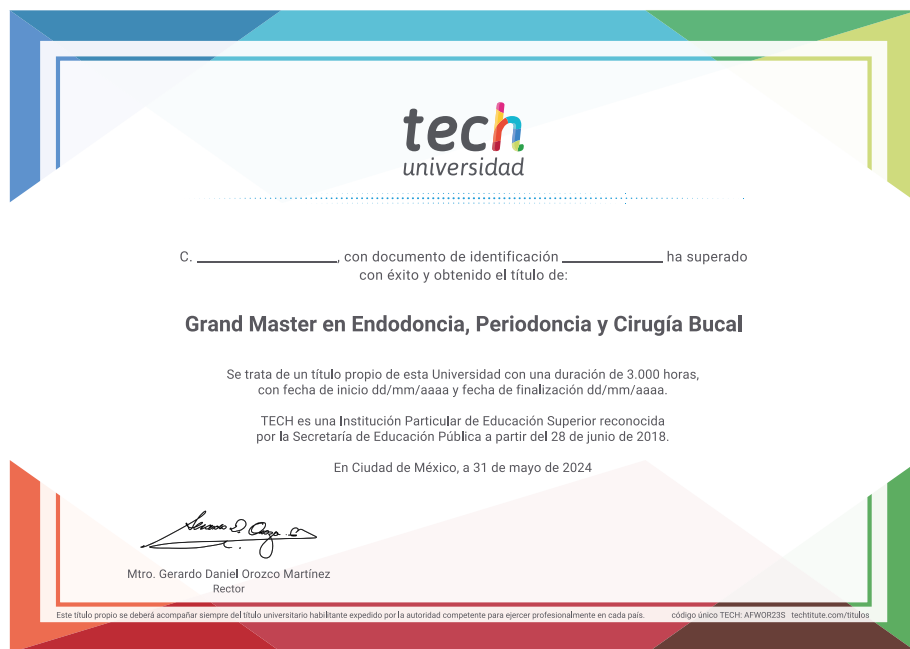 tech
universidad
C. ____________, con documento de identificación ____________ ha superado
con éxito y obtenido el título de:
Grand Master en Endodoncia, Periodoncia y Cirugía Bucal
Se trata de un título propio de esta Universidad con una duración de 3.000 horas,
con fecha de inicio dd/mm/aaaa y fecha de finalización dd/mm/aaaa.
TECH es una Institución Particular de Educación Superior reconocida
por la Secretaría de Educación Pública a partir del 28 de junio de 2018.
En Ciudad de México, a 31 de mayo de 2024
Mtro. Gerardo Daniel Orozco Martínez
Rector
Este título propio se deberá acompañar siempre del título universitario habilitante expedido por la autoridad competente para ejercer profesionalmente en cada país. código único TECH: AFWOR23S techtitute.com/titulos